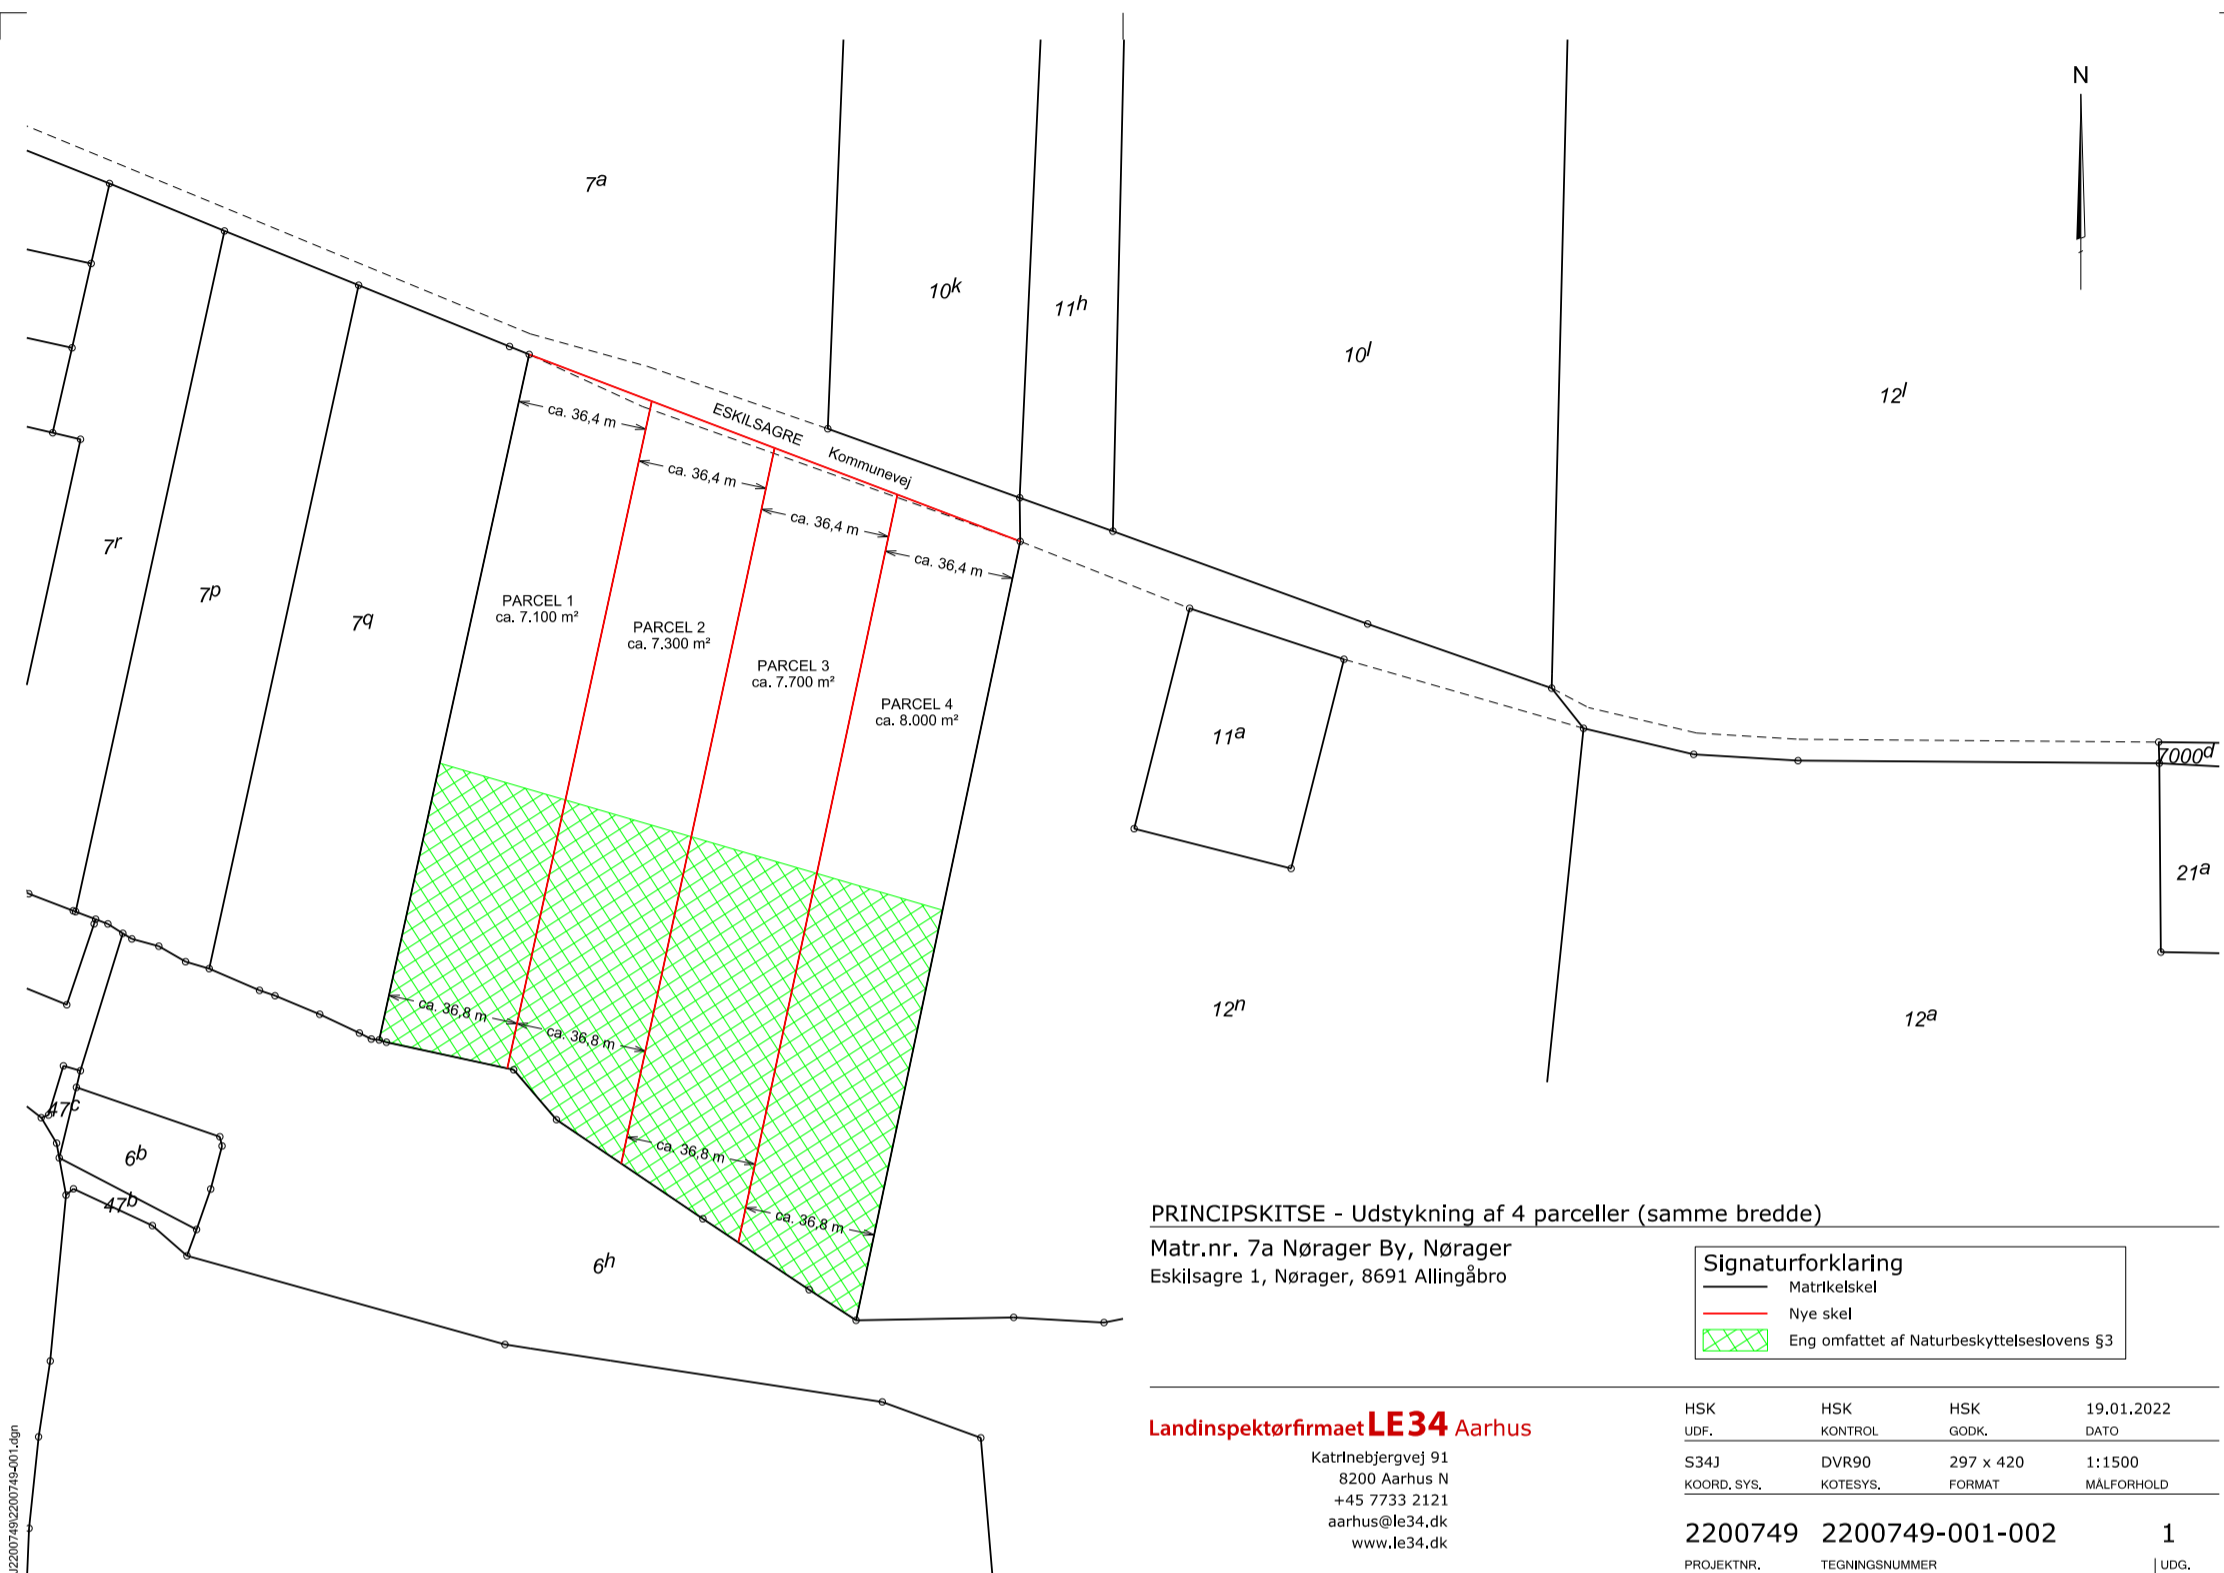 N
7a
10k
11h
10l
12l
7r
7p
7q
ESKILSAGRE
Kommunevej
ca. 36,4 m
ca. 36,4 m
ca. 36,4 m
ca. 36,4 m
PARCEL 1
ca. 7.100 m²
PARCEL 2
ca. 7.300 m²
PARCEL 3
ca. 7.700 m²
PARCEL 4
ca. 8.000 m²
11a
7000d
21a
12n
12a
ca. 36,8 m
ca. 36,8 m
ca. 36,8 m
ca. 36,8 m
47c
6b
47b
6h
PRINCIPSKITSE - Udstykning af 4 parceller (samme bredde)
Matr.nr. 7a Nørager By, Nørager
Eskilsagre 1, Nørager, 8691 Allingåbro
Signaturforklaring
Matrikelskel
Nye skel
Eng omfattet af Naturbeskyttelseslovens §3
Landinspektørfirmaet LE34 Aarhus
Katrinebjergvej 91
8200 Aarhus N
+45 7733 2121
aarhus@le34.dk
www.le34.dk
HSK HSK HSK 19.01.2022
UDF. KONTROL GODK. DATO
S34J DVR90 297 x 420 1:1500
KOORD. SYS. KOTESYS. FORMAT MÅLFORHOLD
2200749 2200749-001-002 1
PROJEKTNR. TEGNINGSNUMMER UDG.
2200749\2200749-001.dgn